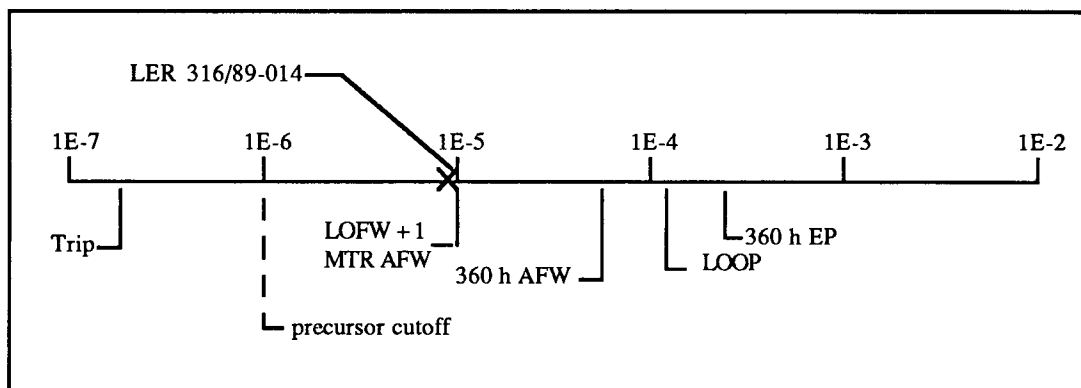 LER 316/89-014
1E-7 1E-6 1E-5 1E-4 1E-3 1E-2
Trip
LOFW + 1
MTR AFW
360 h AFW
LOOP
360 h EP
precursor cutoff